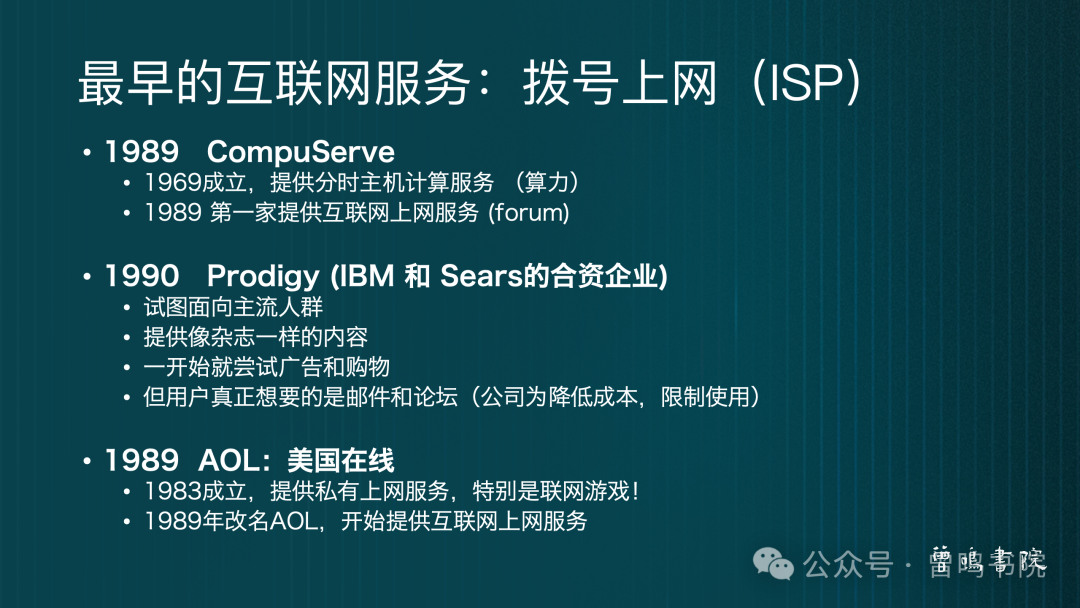 最早的互联网服务：拨号上网（ISP）
• 1989 CompuServe
• 1969成立，提供分时主机计算服务 （算力）
• 1989 第一家提供互联网上网服务 (forum)
• 1990 Prodigy (IBM 和 Sears的合资企业)
• 试图面向主流人群
• 提供像杂志一样的内容
• 一开始就尝试广告和购物
• 但用户真正想要的是邮件和论坛（公司为降低成本，限制使用）
• 1989 AOL：美国在线
• 1983成立，提供私有上网服务，特别是联网游戏！
• 1989年改名AOL，开始提供互联网上网服务
公众号 · 曾鸣书院
曾鸣書院